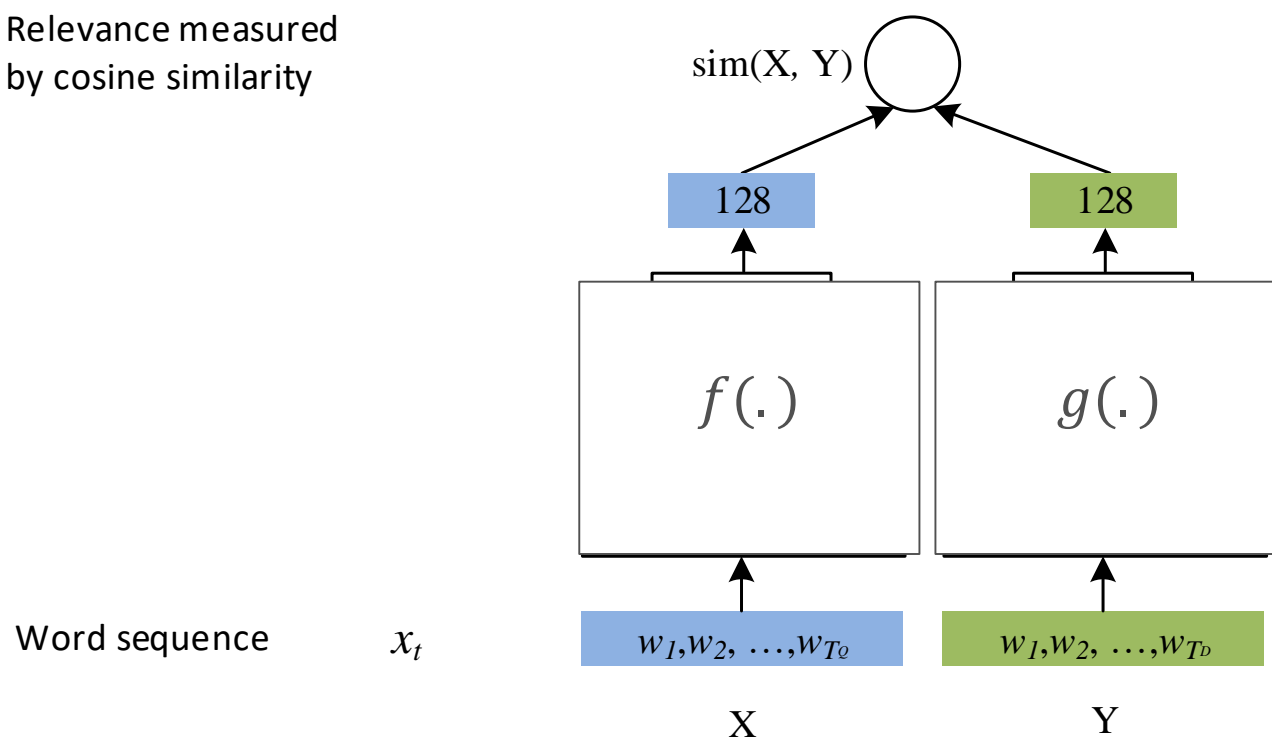 Relevance measured
by cosine similarity
sim(X, Y)
128 128
f(.) g(.)
Word sequence x_t w_1,w_2, …,w_{T_Q} w_1,w_2, …,w_{T_D}
X Y